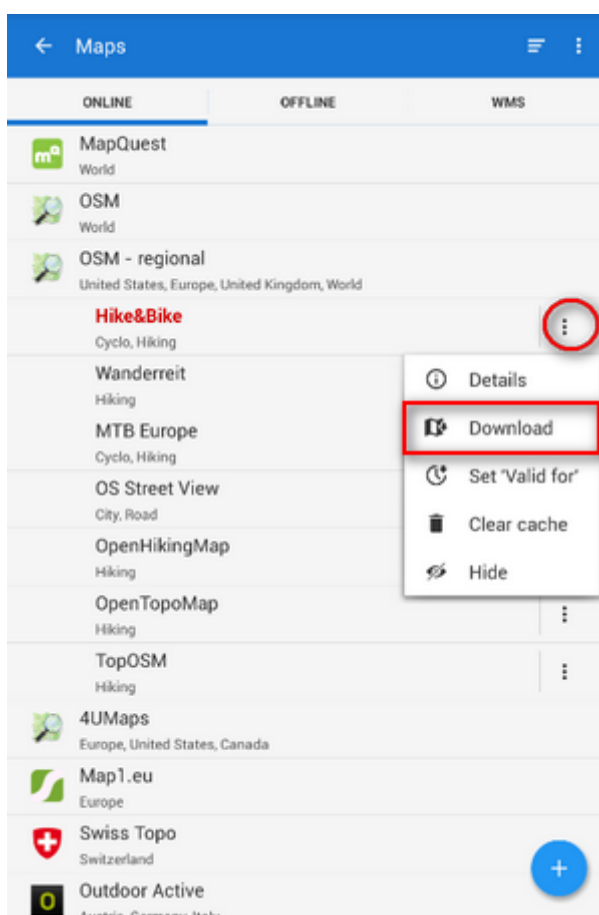 Maps
ONLINE OFFLINE WMS
MapQuest
World
OSM
World
OSM - regional
United States, Europe, United Kingdom, World
Hike&Bike
Cyclo, Hiking
Wanderreit
Hiking
MTB Europe
Cyclo, Hiking
OS Street View
City, Road
OpenHikingMap
Hiking
OpenTopoMap
Hiking
TopOSM
Hiking
Details
Download
Set 'Valid for'
Clear cache
Hide
4UMaps
Europe, United States, Canada
Map1.eu
Europe
Swiss Topo
Switzerland
Outdoor Active
Austria, Germany, Italy